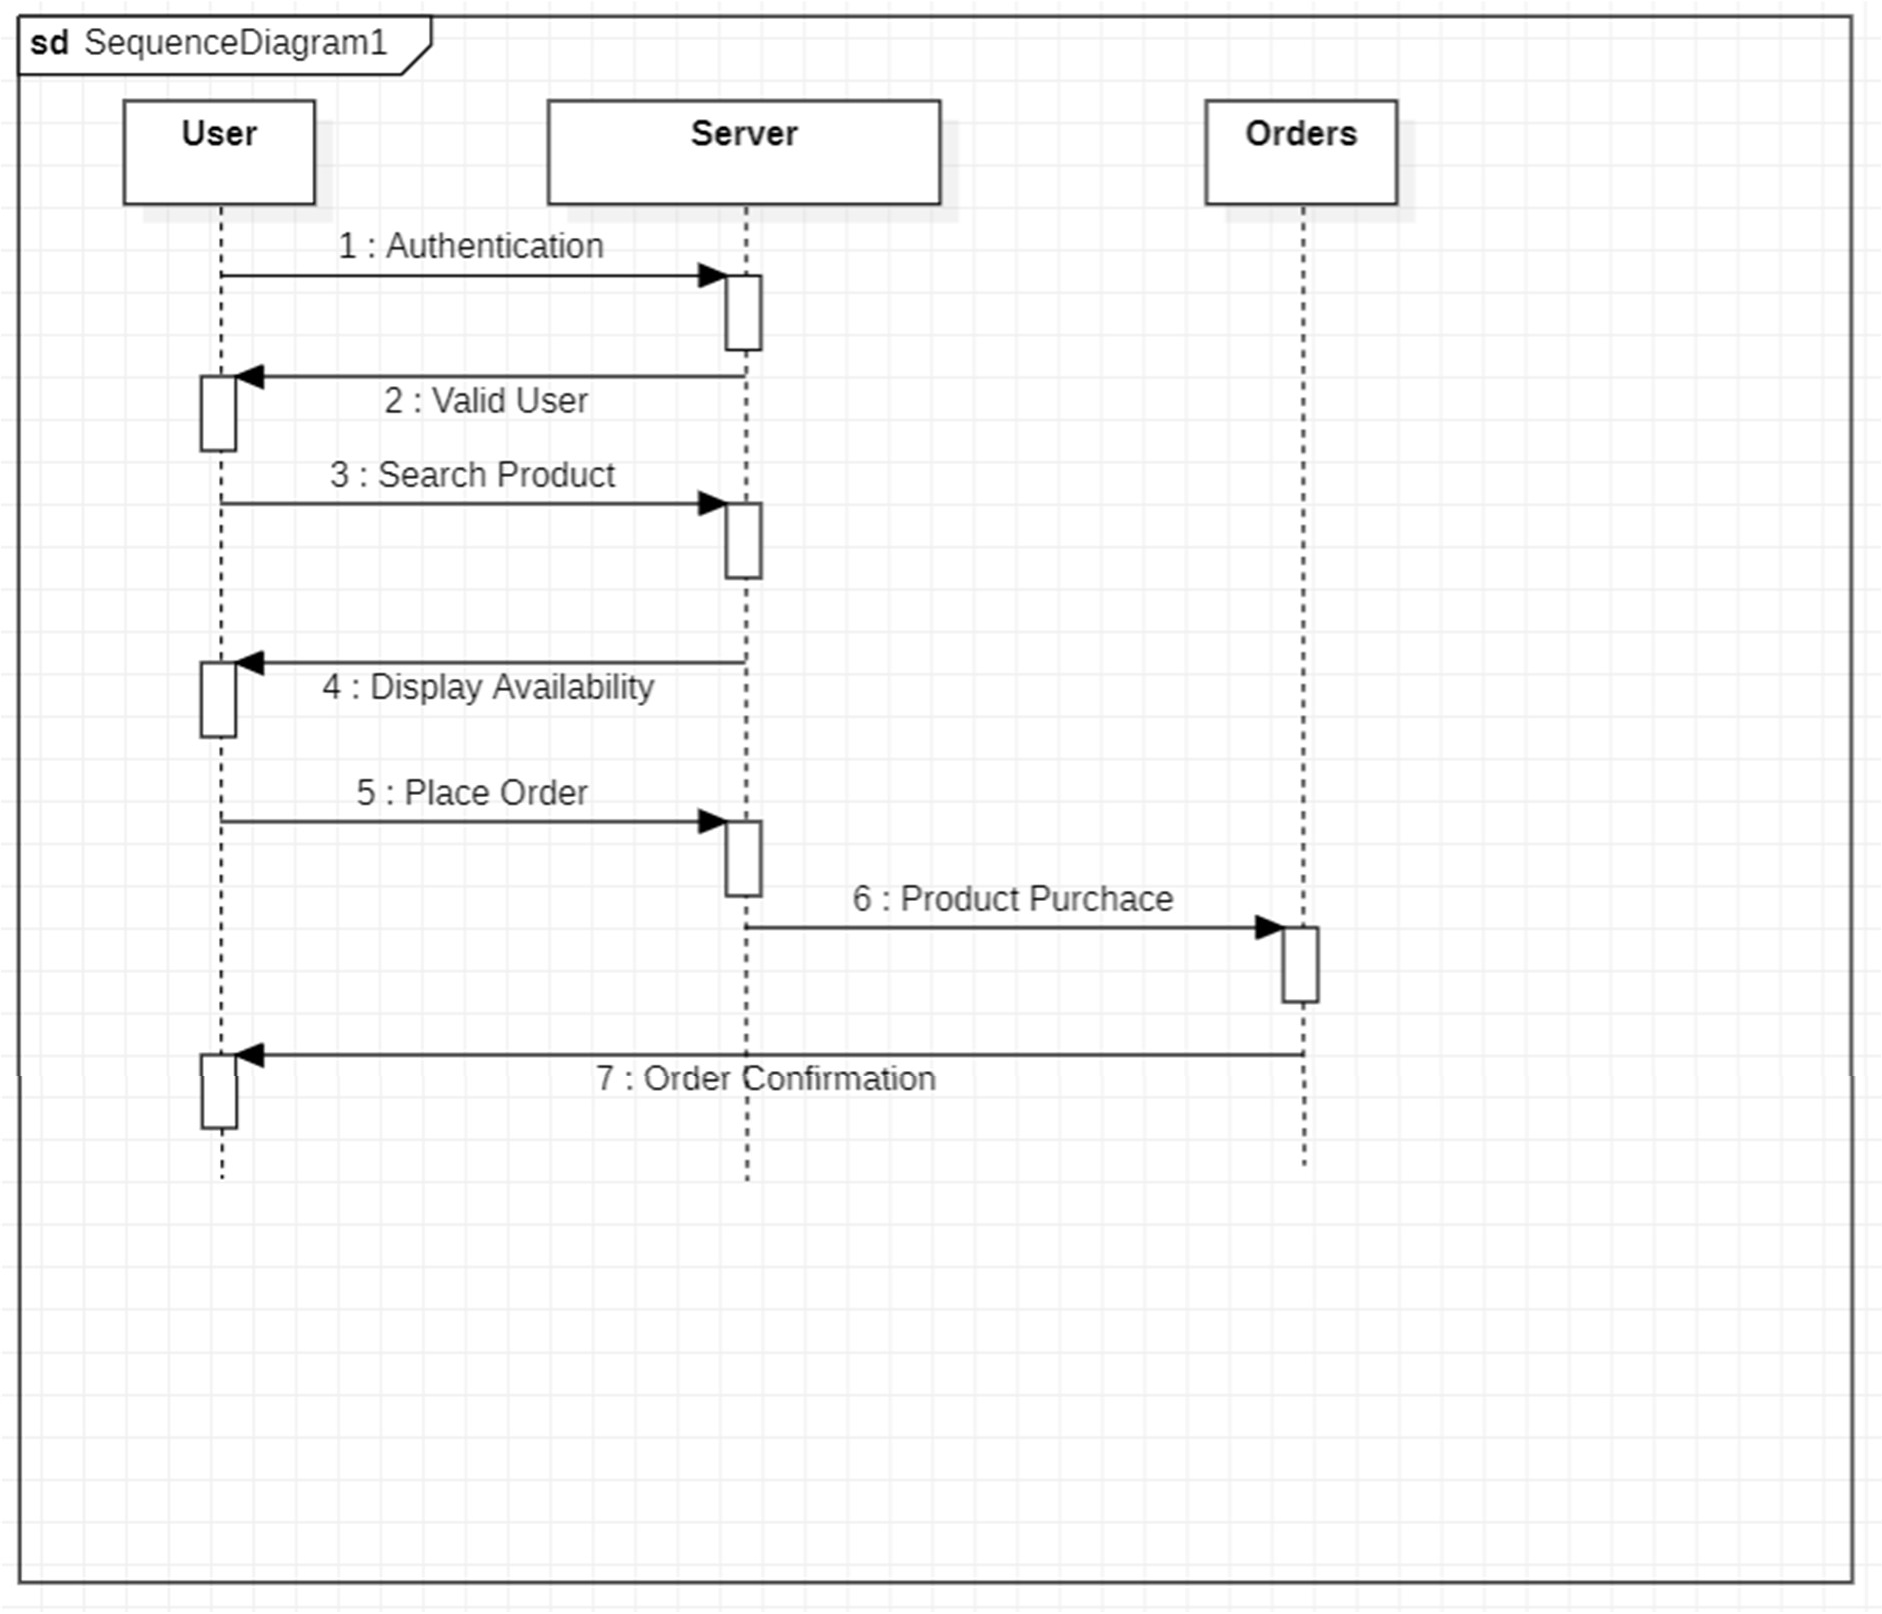 sd SequenceDiagram1
User
Server
Orders
1 : Authentication
2 : Valid User
3 : Search Product
4 : Display Availability
5 : Place Order
6 : Product Purchace
7 : Order Confirmation